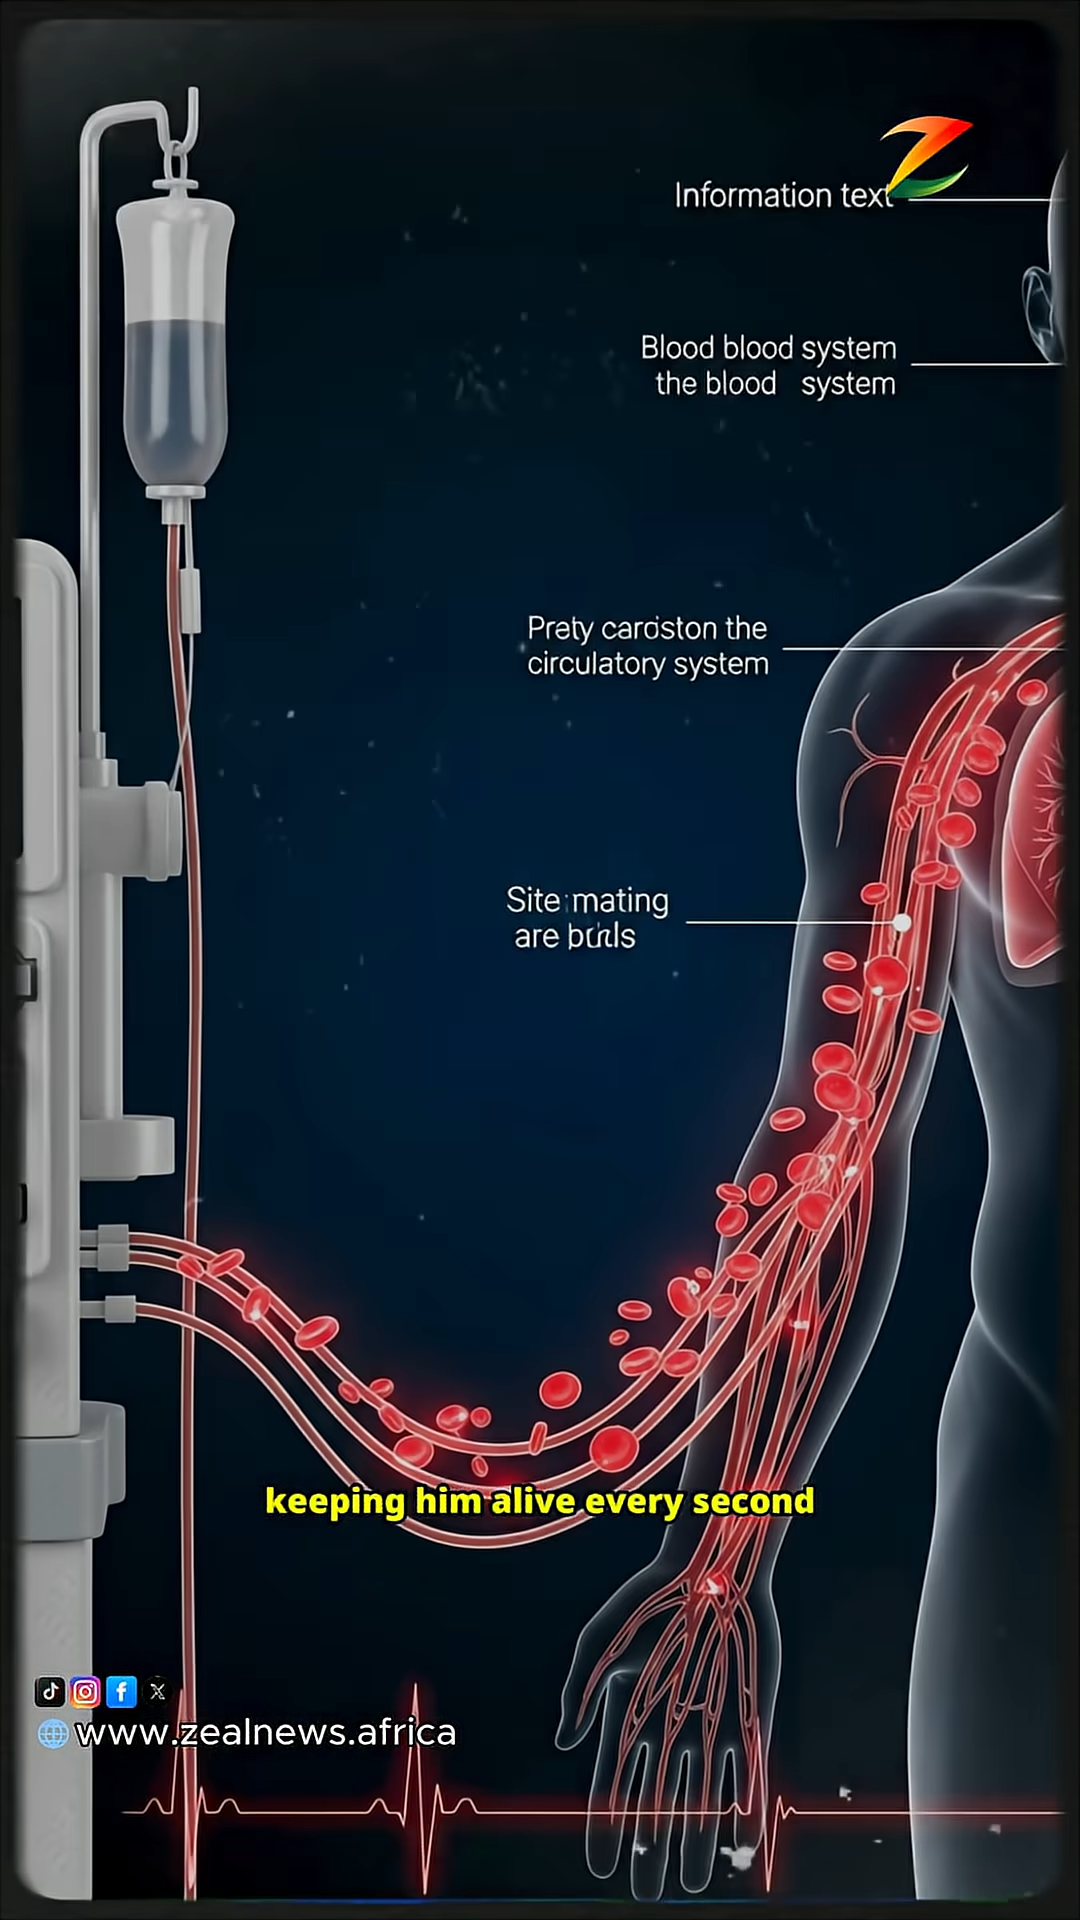 Information text
Blood blood system
the blood system
Prety cardston the
circulatory system
Site mating
are
keeping him alive every second
www.zealnews.africa